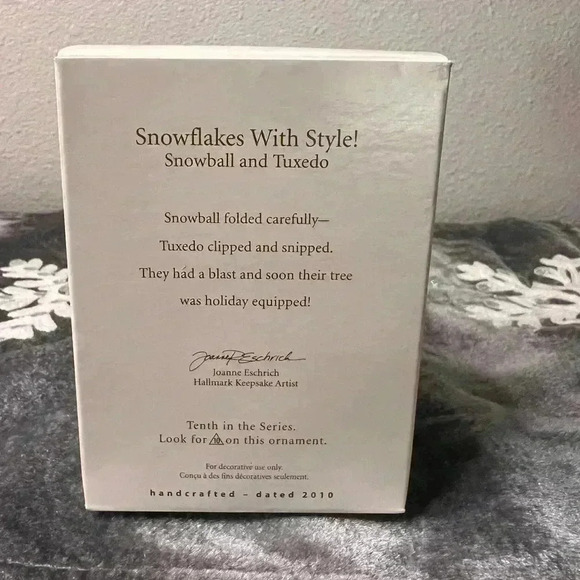 Snowflakes With Style!
Snowball and Tuxedo
Snowball folded carefully—
Tuxedo clipped and snipped.
They had a blast and soon their tree
was holiday equipped!
Joanne Eschrich
Joanne Eschrich
Hallmark Keepsake Artist
Tenth in the Series.
Look for 10 on this ornament.
For decorative use only.
Conçu à des fins décoratives seulement.
handcrafted – dated 2010